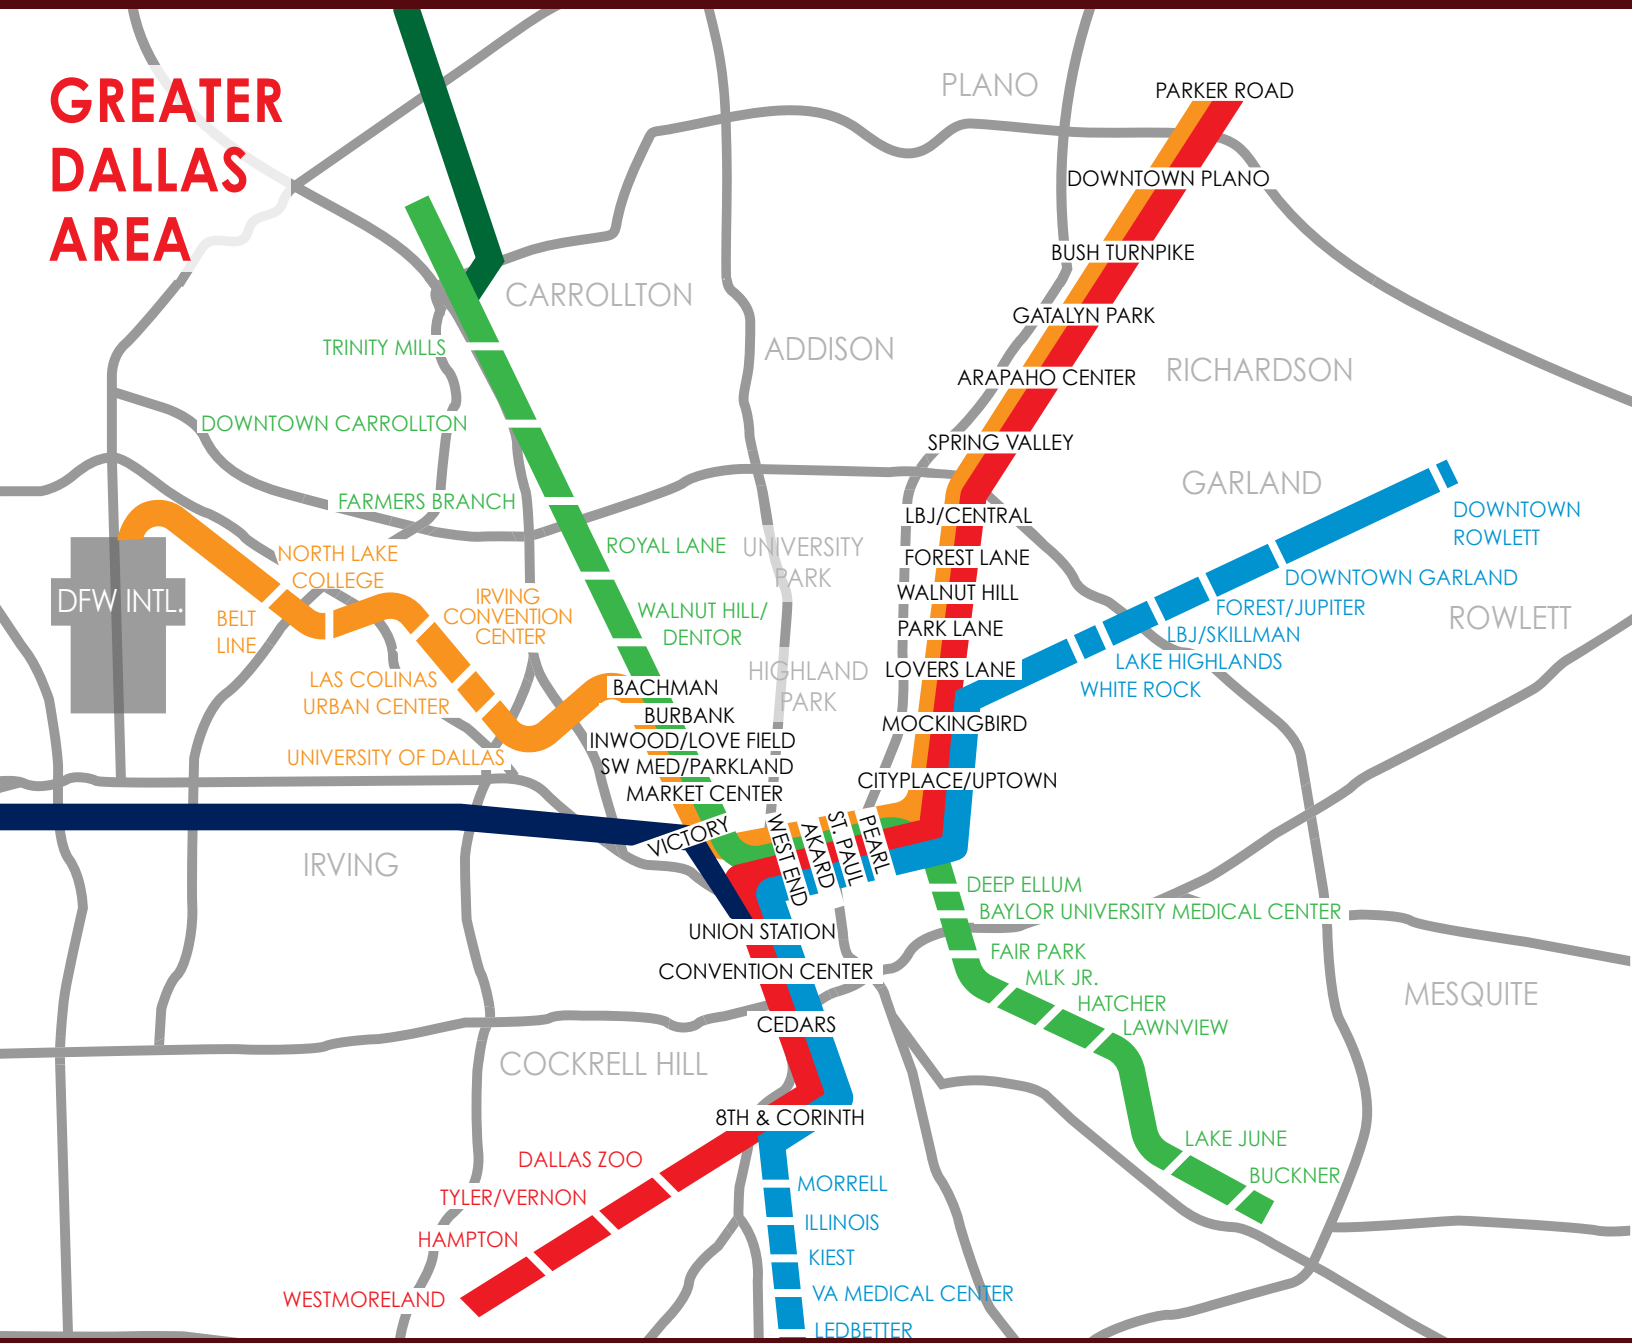 GREATER
DALLAS
AREA
PLANO
PARKER ROAD
DOWNTOWN PLANO
BUSH TURNPIKE
CARROLLTON
GATALYN PARK
TRINITY MILLS
ADDISON
RICHARDSON
ARAPAHO CENTER
DOWNTOWN CARROLLTON
SPRING VALLEY
GARLAND
FARMERS BRANCH
LBJ/CENTRAL
DOWNTOWN
ROWLETT
ROYAL LANE
UNIVERSITY
PARK
FOREST LANE
NORTH LAKE
COLLEGE
DOWNTOWN GARLAND
DFW INTL.
IRVING
CONVENTION
CENTER
WALNUT HILL
FOREST/JUPITER
BELT
LINE
WALNUT HILL/
DENTOR
PARK LANE
LBJ/SKILLMAN
ROWLETT
LAS COLINAS
URBAN CENTER
HIGHLAND
PARK
LOVERS LANE
LAKE HIGHLANDS
WHITE ROCK
BACHMAN
BURBANK
MOCKINGBIRD
INWOOD/LOVE FIELD
UNIVERSITY OF DALLAS
SW MED/PARKLAND
CITYPLACE/UPTOWN
MARKET CENTER
VICTORY
WEST END
AKARD
ST. PAUL
PEARL
IRVING
DEEP ELLUM
BAYLOR UNIVERSITY MEDICAL CENTER
UNION STATION
FAIR PARK
CONVENTION CENTER
MLK JR.
MESQUITE
HATCHER
CEDARS
LAWNVIEW
COCKRELL HILL
8TH & CORINTH
LAKE JUNE
DALLAS ZOO
BUCKNER
MORRELL
TYLER/VERNON
ILLINOIS
HAMPTON
KIEST
VA MEDICAL CENTER
WESTMORELAND
LEDBETTER